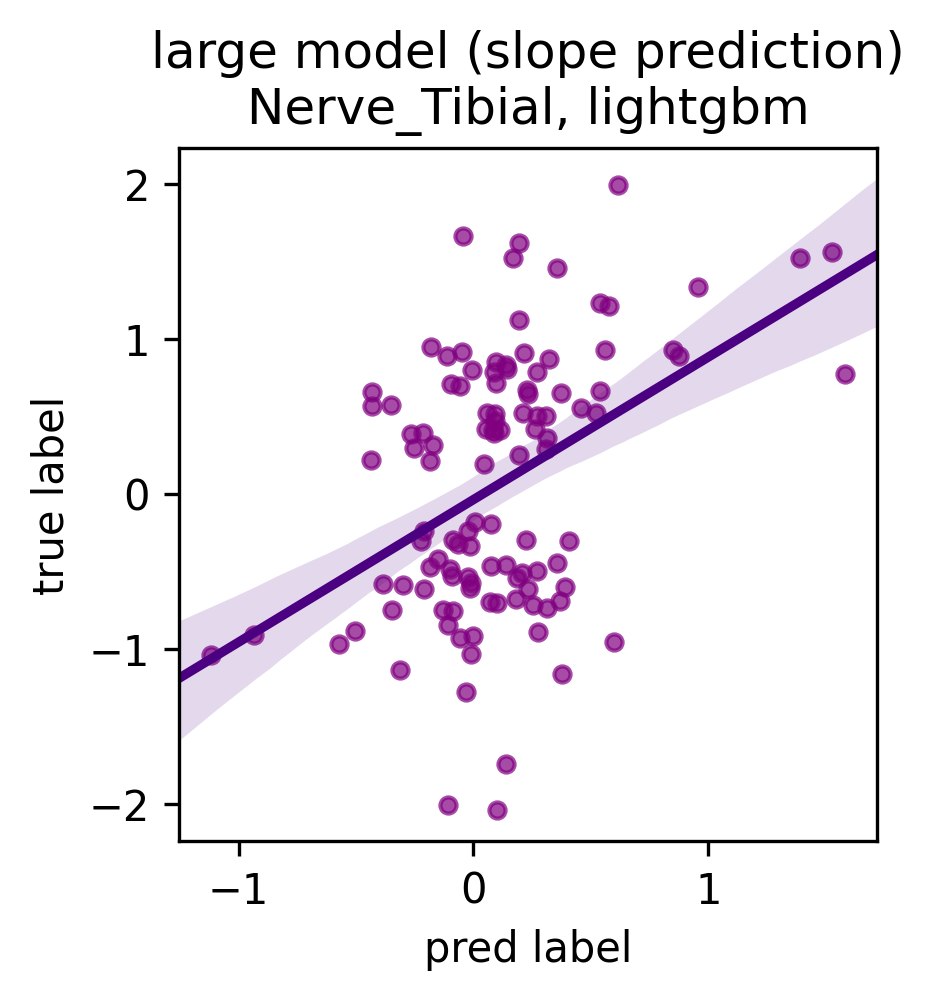 large model (slope prediction)
Nerve_Tibial, lightgbm
2
1
0
−1
−2
true label
−1
0
1
pred label